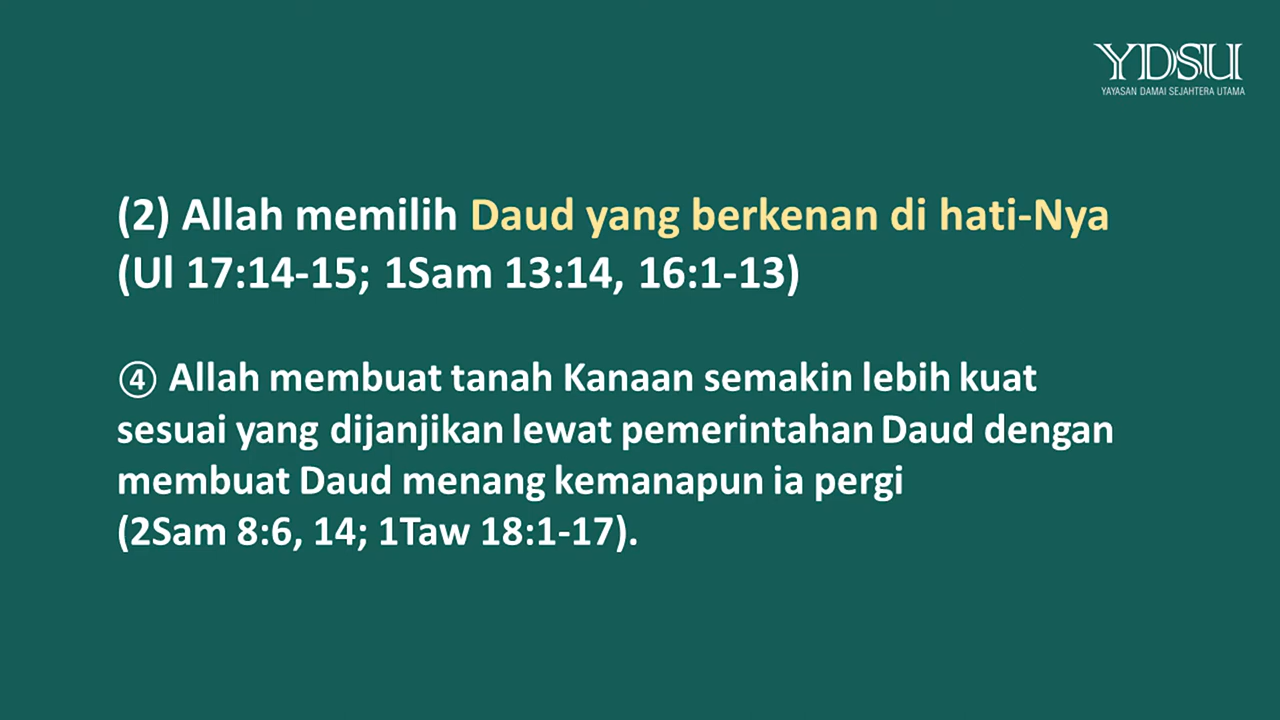 YDSU
YAYASAN DAMAI SEJAHTERA UTAMA
(2) Allah memilih Daud yang berkenan di hati-Nya
(Ul 17:14-15; 1Sam 13:14, 16:1-13)
④ Allah membuat tanah Kanaan semakin lebih kuat
sesuai yang dijanjikan lewat pemerintahan Daud dengan
membuat Daud menang kemanapun ia pergi
(2Sam 8:6, 14; 1Taw 18:1-17).